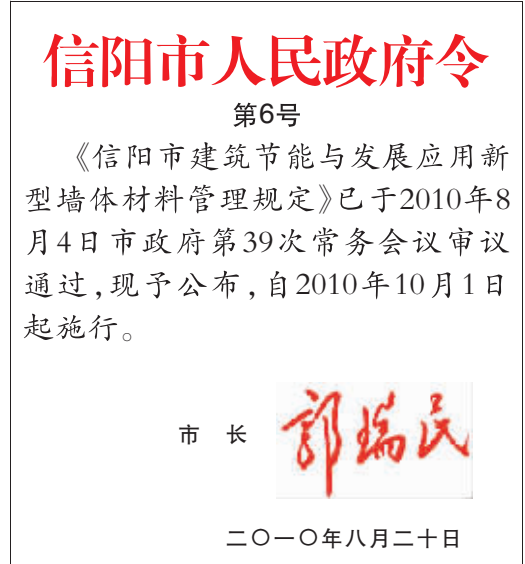 信阳市人民政府令
第6号
《信阳市建筑节能与发展应用新
型墙体材料管理规定》已于2010年8
月4日市政府第39次常务会议审议
通过,现予公布,自2010年10月1日
起施行。
市 长 郭瑞民
二〇一〇年八月二十日